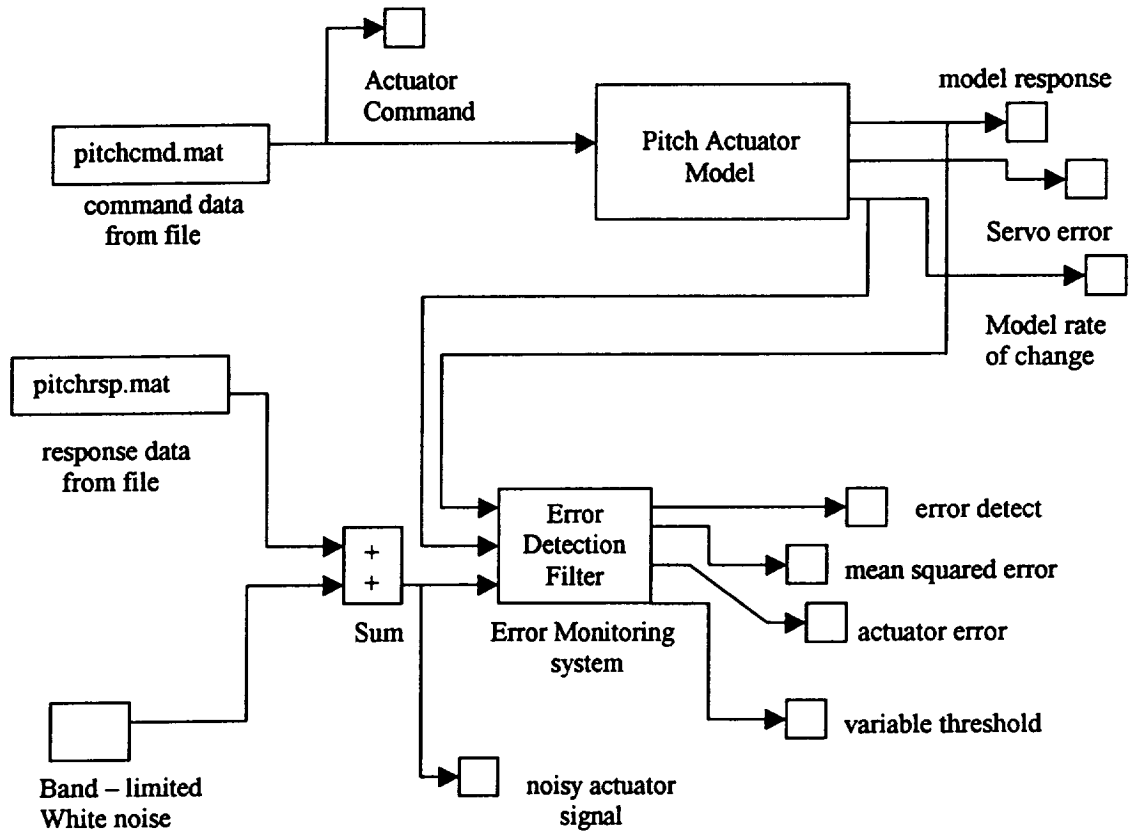 Actuator
Command
model response
pitchcmd.mat
Pitch Actuator
Model
command data
from file
Servo error
Model rate
of change
pitchrsp.mat
response data
from file
Error
Detection
Filter
error detect
+
+
mean squared error
Sum
Error Monitoring
system
actuator error
variable threshold
Band – limited
White noise
noisy actuator
signal